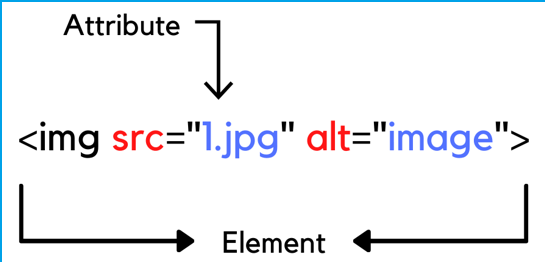 Attribute
<img src="1.jpg" alt="image">
Element